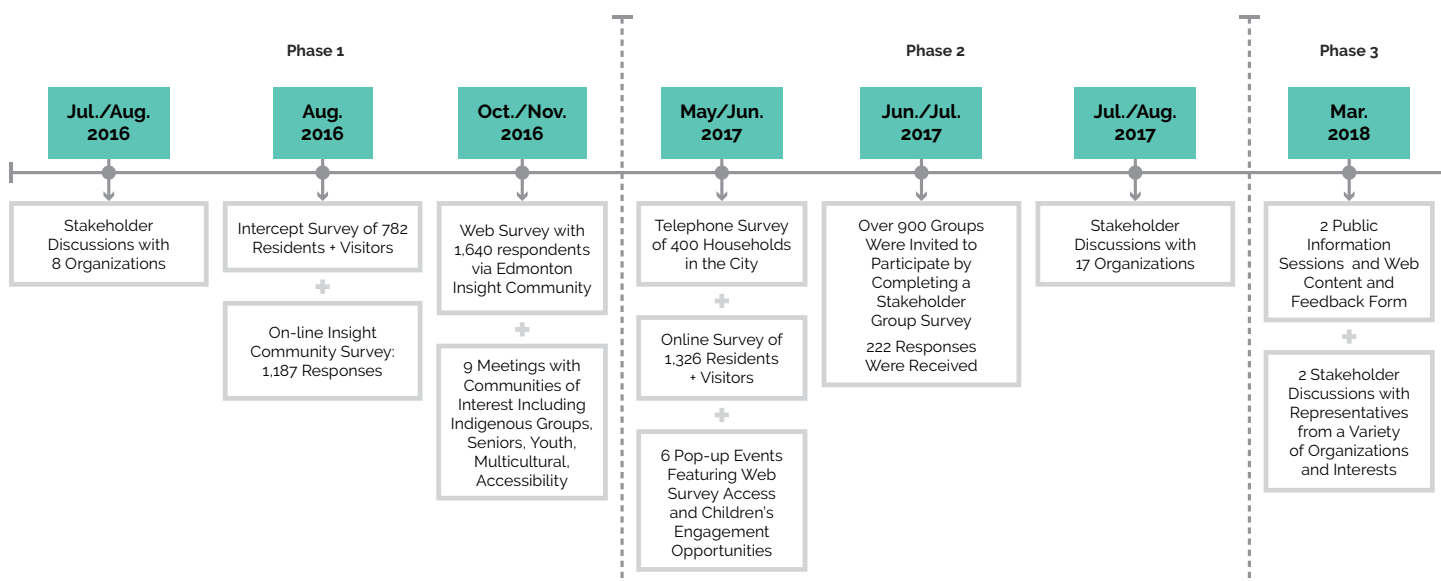 Phase 1
Phase 2
Phase 3
Jul./Aug.
2016
Aug.
2016
Oct./Nov.
2016
May/Jun.
2017
Jun./Jul.
2017
Jul./Aug.
2017
Mar.
2018
Stakeholder
Discussions with
8 Organizations
Intercept Survey of 782
Residents + Visitors
+
On-line Insight
Community Survey:
1,187 Responses
Web Survey with
1,640 respondents
via Edmonton
Insight Community
+
9 Meetings with
Communities of
Interest Including
Indigenous Groups,
Seniors, Youth,
Multicultural,
Accessibility
Telephone Survey
of 400 Households
in the City
+
Online Survey of
1,326 Residents
+ Visitors
+
6 Pop-up Events
Featuring Web
Survey Access
and Children's
Engagement
Opportunities
Over 900 Groups
Were Invited to
Participate by
Completing a
Stakeholder
Group Survey
222 Responses
Were Received
Stakeholder
Discussions with
17 Organizations
2 Public
Information
Sessions and Web
Content and
Feedback Form
+
2 Stakeholder
Discussions with
Representatives
from a Variety
of Organizations
and Interests